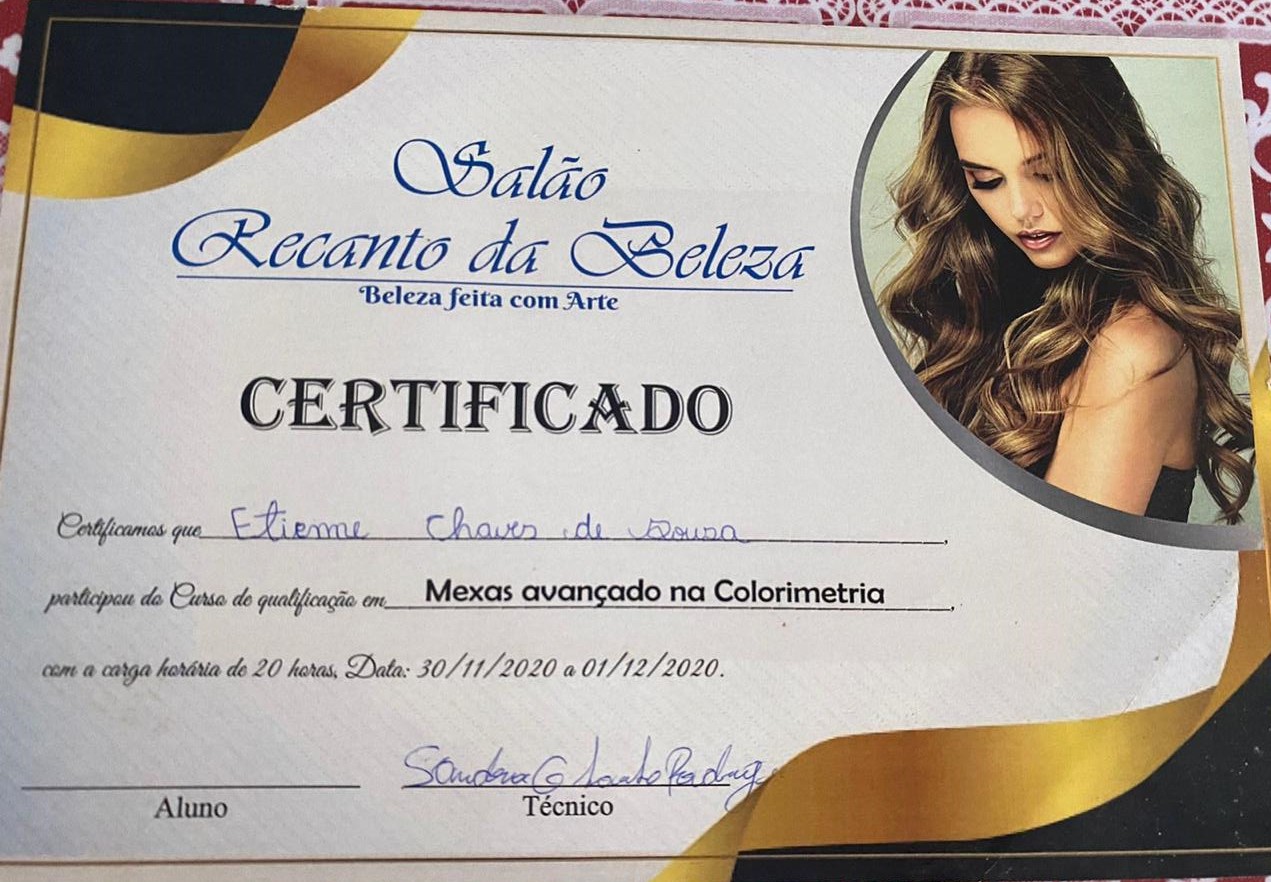 Salão
Recanto da Beleza
Beleza feita com Arte
CERTIFICADO
Certificamos que Etienne Chaves de Sousa,
participou do Curso de qualificação em Mexas avançado na Colorimetria,
com a carga horária de 20 horas, Data: 30/11/2020 a 01/12/2020.
Sandra
Aluno Técnico